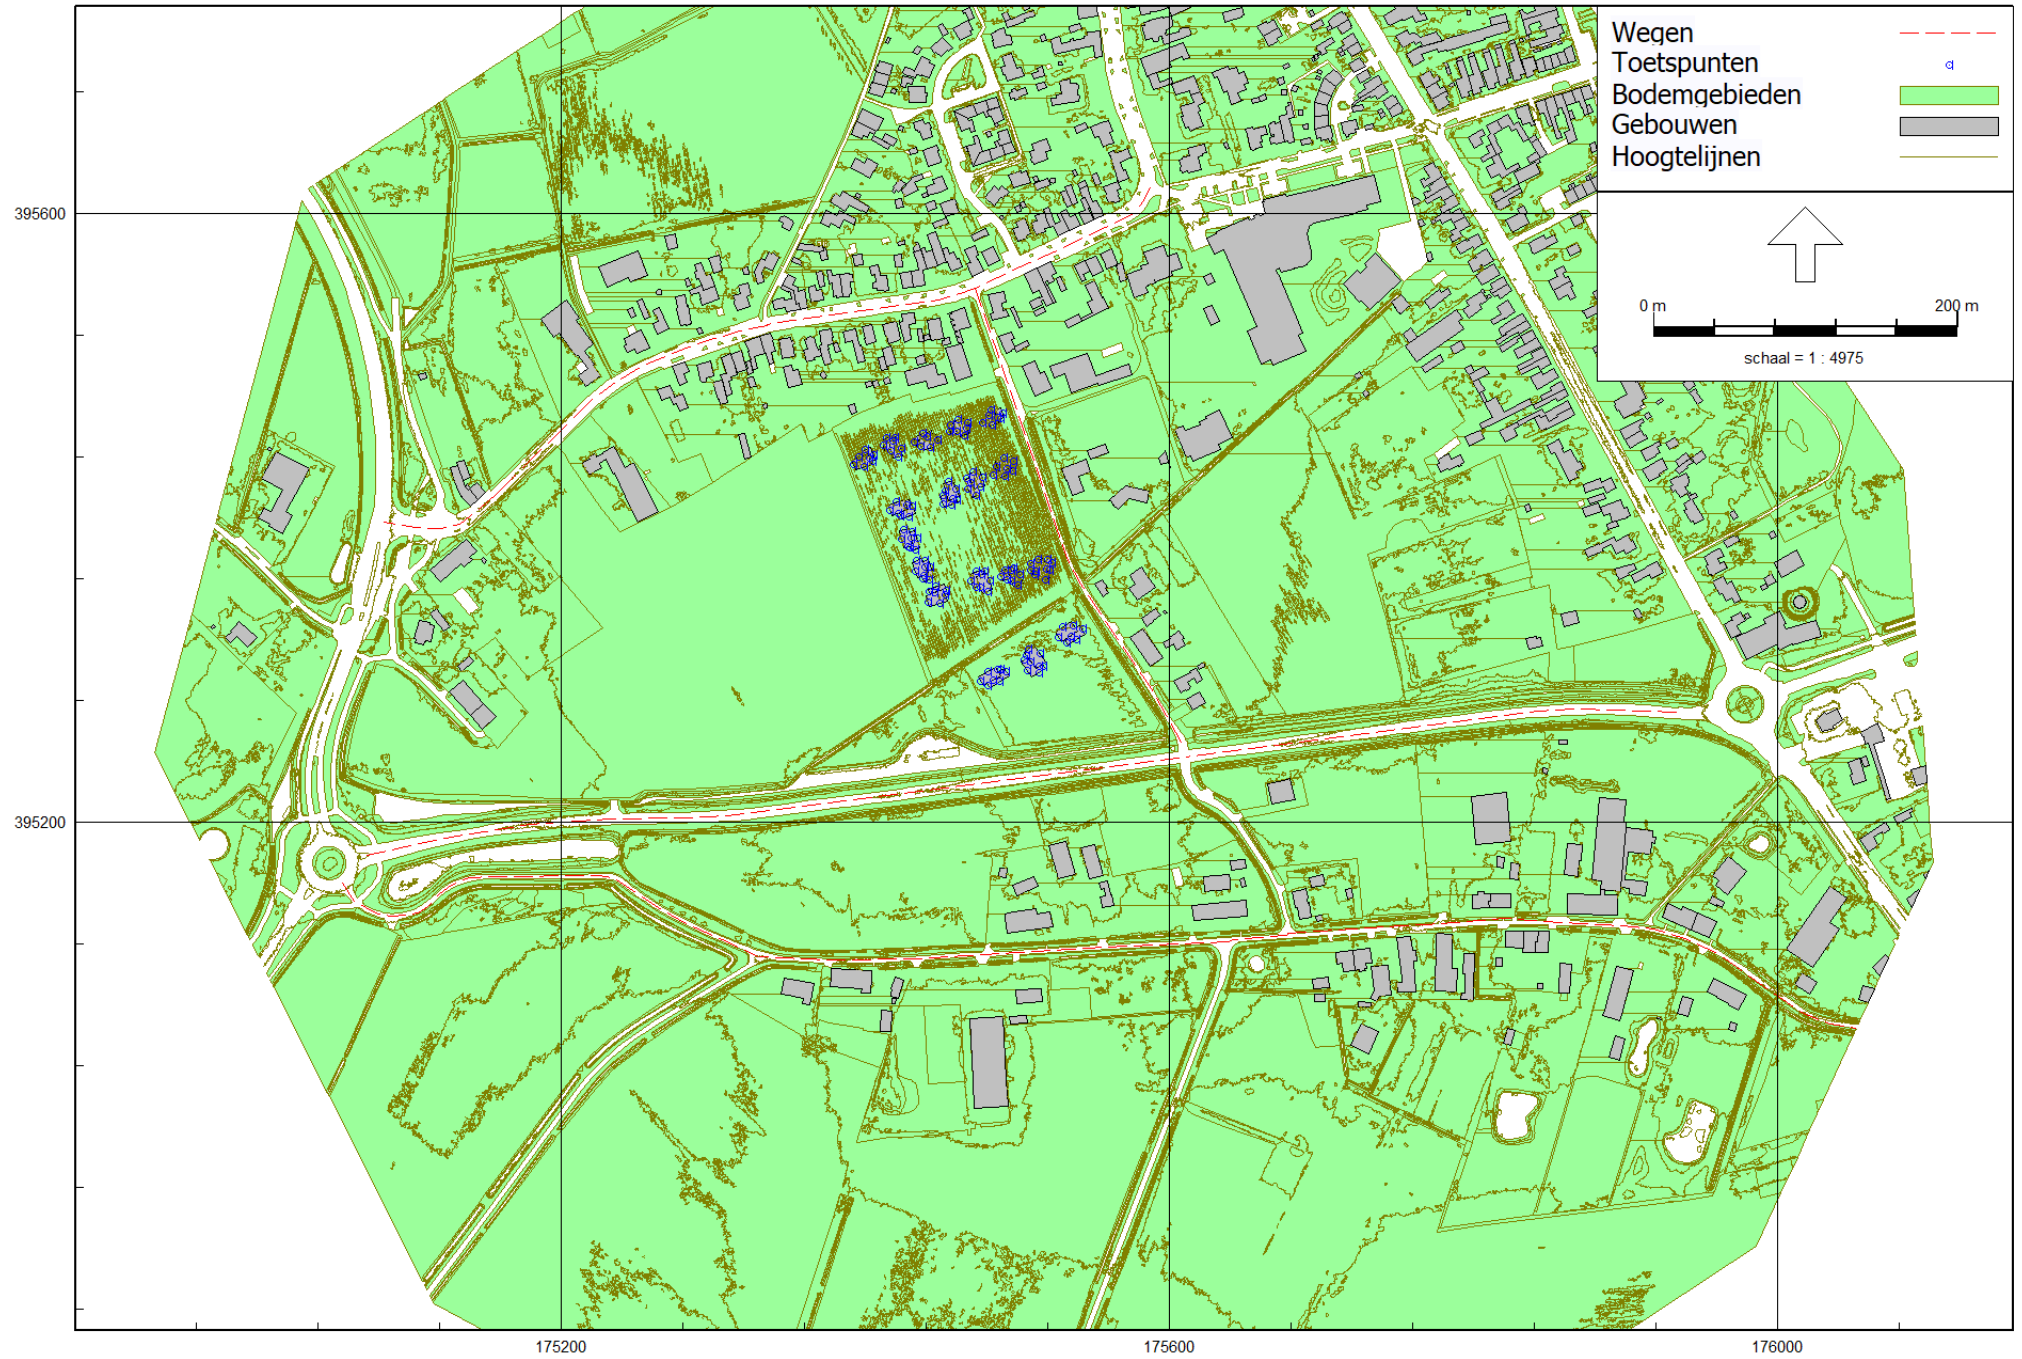 Wegen
Toetspunten
Bodemgebieden
Gebouwen
Hoogtelijnen
0 m 200 m
schaal = 1 : 4975
395600
395200
175200 175600 176000